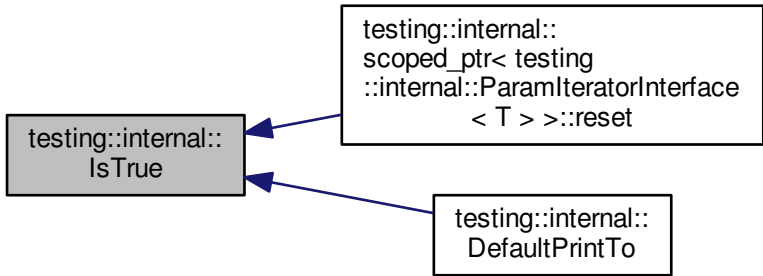 testing::internal::
IsTrue
testing::internal::
scoped_ptr< testing
::internal::ParamIteratorInterface
< T > >::reset
testing::internal::
DefaultPrintTo